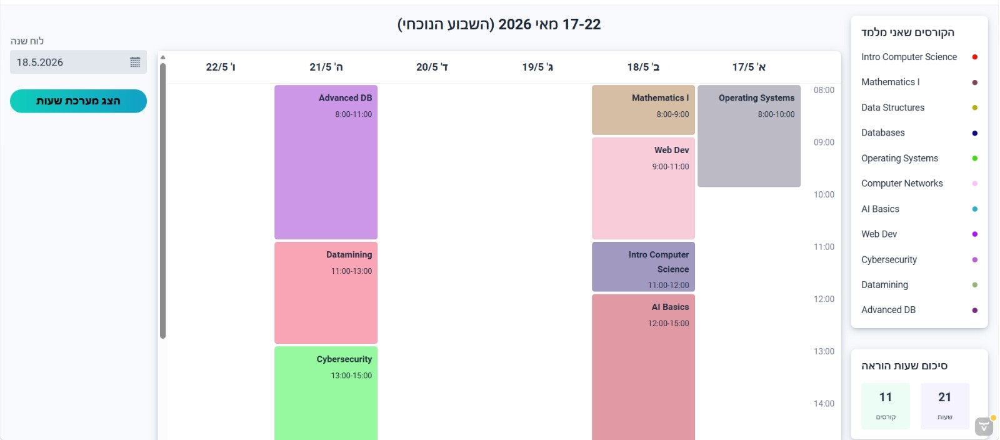 17-22 מאי 2026 (השבוע הנוכחי)
הקורסים שאני מלמד
Intro Computer Science
Mathematics I
Data Structures
Databases
Operating Systems
Computer Networks
AI Basics
Web Dev
Cybersecurity
Datamining
Advanced DB
סיכום שעות הוראה
21
שעות
11
קורסים
א' 17/5
ב' 18/5
ג' 19/5
ד' 20/5
ה' 21/5
ו' 22/5
08:00
09:00
10:00
11:00
12:00
13:00
14:00
Operating Systems
8:00-10:00
Mathematics I
8:00-9:00
Web Dev
9:00-11:00
Intro Computer
Science
11:00-12:00
AI Basics
12:00-15:00
Advanced DB
8:00-11:00
Datamining
11:00-13:00
Cybersecurity
13:00-15:00
לוח שנה
18.5.2026
הצג מערכת שעות